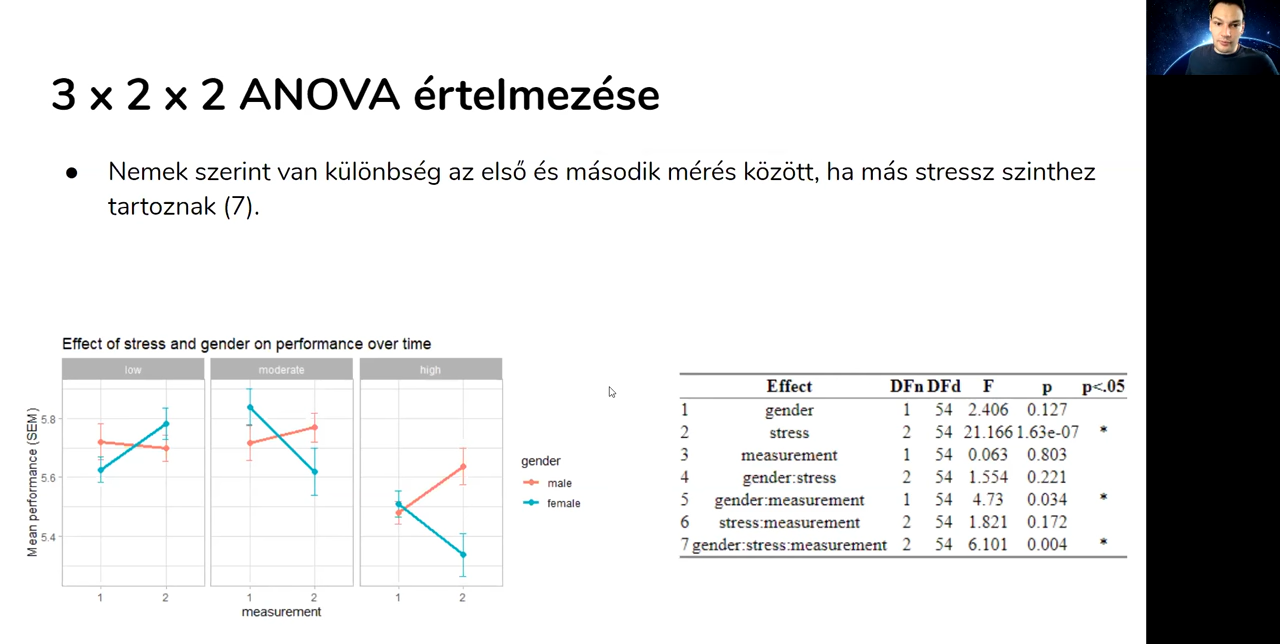 3 x 2 x 2 ANOVA értelmezése
● Nemek szerint van különbség az első és második mérés között, ha más stressz szinthez
tartoznak (7).
Effect of stress and gender on performance over time
low moderate high
Mean performance (SEM)
5.8
5.6
5.4
1 2 1 2 1 2
measurement
gender
male
female
Effect DFn DFd F p p<.05
1 gender 1 54 2.406 0.127
2 stress 2 54 21.166 1.63e-07 *
3 measurement 1 54 0.063 0.803
4 gender:stress 2 54 1.554 0.221
5 gender:measurement 1 54 4.73 0.034 *
6 stress:measurement 2 54 1.821 0.172
7 gender:stress:measurement 2 54 6.101 0.004 *